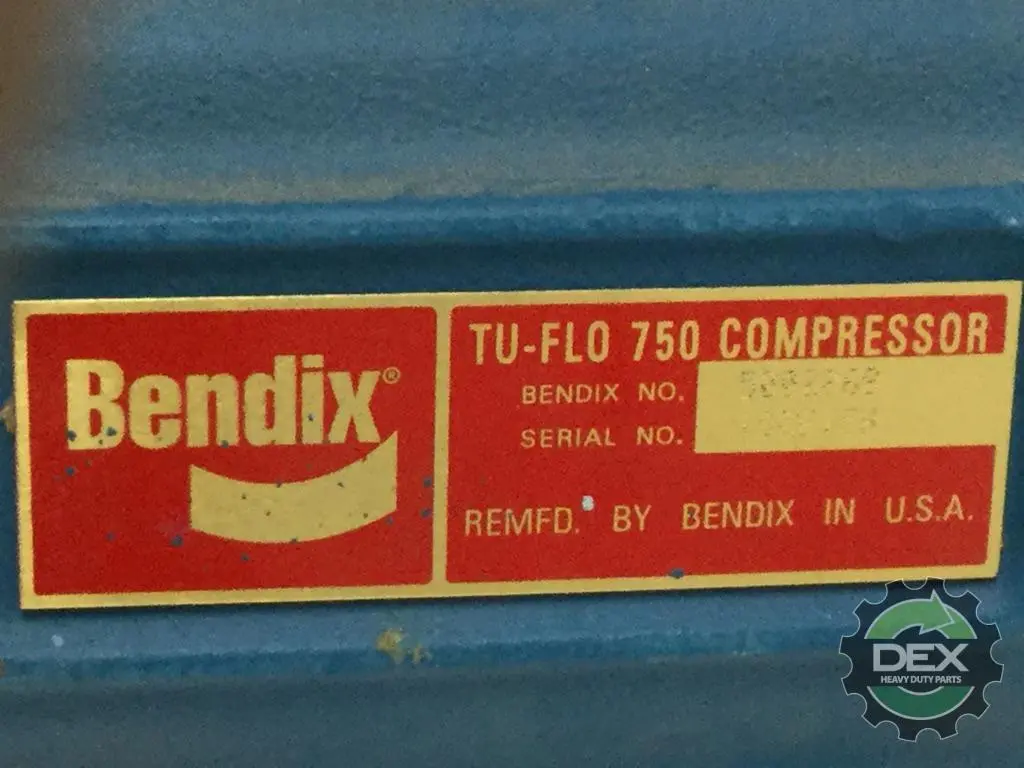 Bendix®
TU-FLO 750 COMPRESSOR
BENDIX NO.
SERIAL NO.
REMFD. BY BENDIX IN U.S.A.
DEX
HEAVY DUTY PARTS